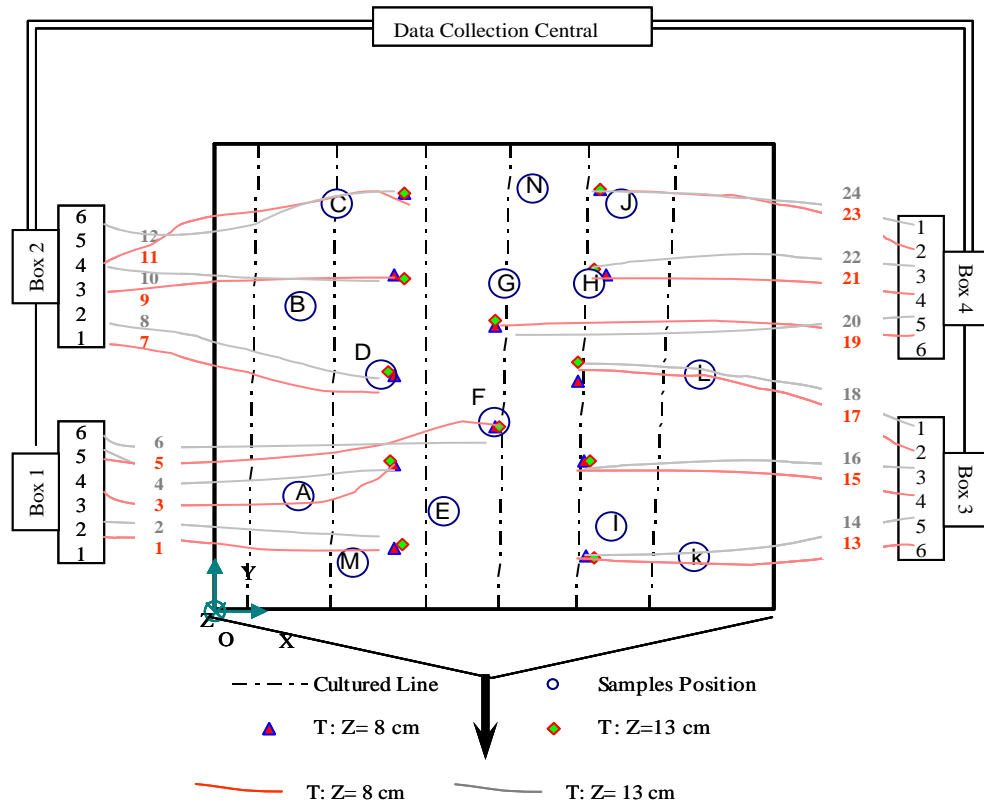 Data Collection Central
Box 2
6
5
4
3
2
1
12
11
10
9
8
7
Box 1
6
5
4
3
2
1
6
5
4
3
2
1
C
N
J
B
G
H
D
F
L
A
E
I
M
k
24
23
22
21
20
19
18
17
16
15
14
13
1
2
3
4
5
6
Box 4
1
2
3
4
5
6
Box 3
Y
Z
O
X
Cultured Line
Samples Position
T: Z= 8 cm
T: Z=13 cm
T: Z= 8 cm
T: Z= 13 cm